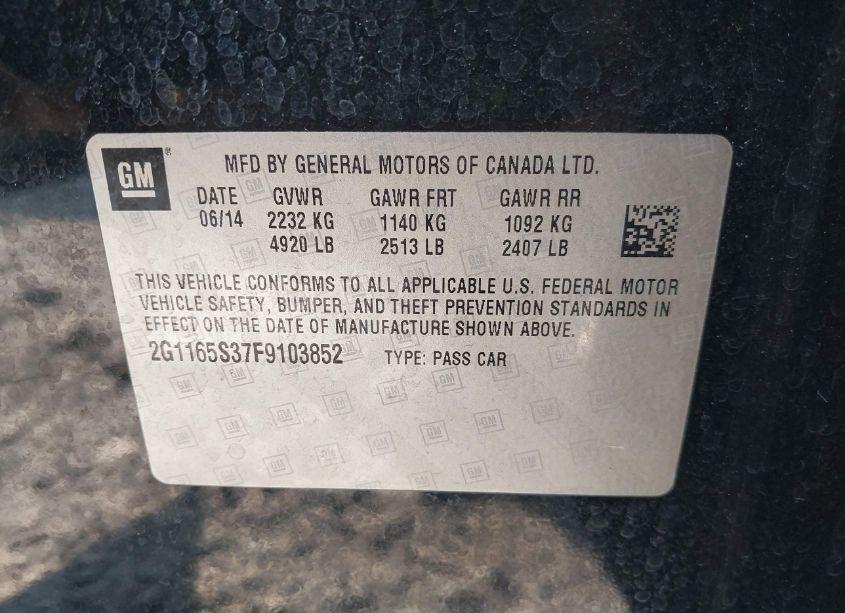 GM
MFD BY GENERAL MOTORS OF CANADA LTD.
DATE GVWR GAWR FRT GAWR RR
06/14 2232 KG 1140 KG 1092 KG
4920 LB 2513 LB 2407 LB
THIS VEHICLE CONFORMS TO ALL APPLICABLE U.S. FEDERAL MOTOR
VEHICLE SAFETY, BUMPER, AND THEFT PREVENTION STANDARDS IN
EFFECT ON THE DATE OF MANUFACTURE SHOWN ABOVE.
2G1165S37F9103852 TYPE: PASS CAR